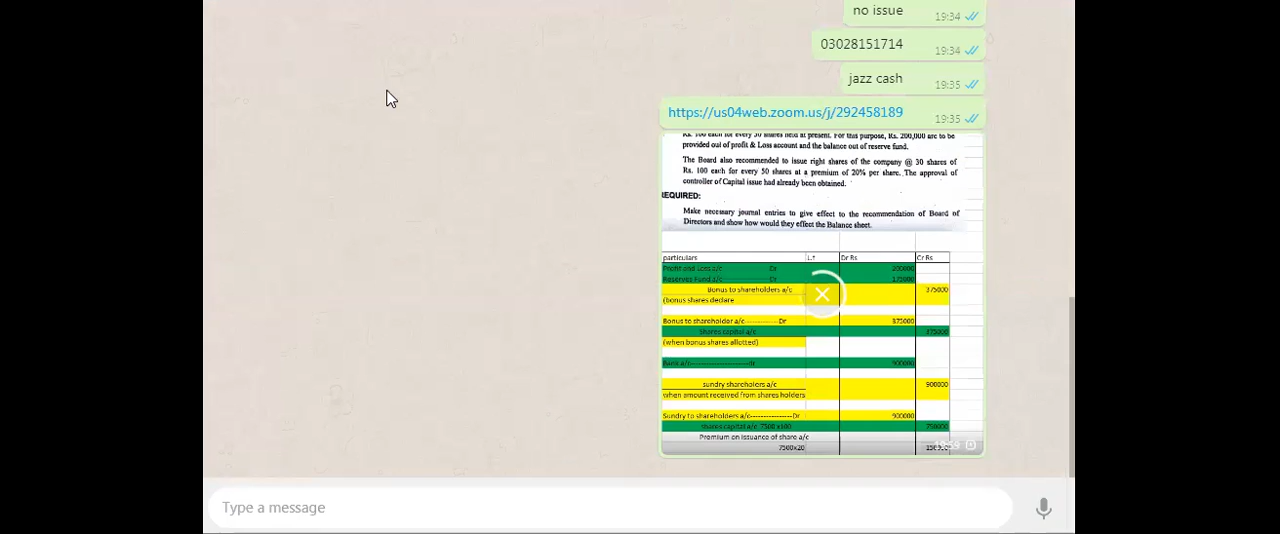 no issue
19:34
03028151714
19:34
jazz cash
19:35
https://us04web.zoom.us/j/292458189
19:35
Rs. 100 each for every 50 shares held at present. For this purpose, Rs. 200,000 are to be
provided out of profit & Loss account and the balance out of reserve fund.
The Board also recommended to issue right shares of the company @ 30 shares of
Rs. 100 each for every 50 shares at a premium of 20% per share. The approval of
controller of Capital issue had already been obtained.
EQUIRED:
Make necessary journal entries to give effect to the recommendation of Board of
Directors and show how would they effect the Balance sheet.
particulars L.f Dr Rs Cr Rs
Profit and Loss a/c Dr 200000
Reserves Fund a/c Dr 175000
Bonus to shareholders a/c 375000
(bonus shares declare
Bonus to shareholder a/c-----------Dr 375000
Shares capital a/c 375000
(when bonus shares allotted)
Bank a/c--------------------dr 900000
sundry shareholders a/c 900000
when amount received from shares holders
Sundry to shareholders a/c---------------Dr 900000
shares capital a/c 7500 x100 750000
Premium on issuance of share a/c
7500x20
Type a message